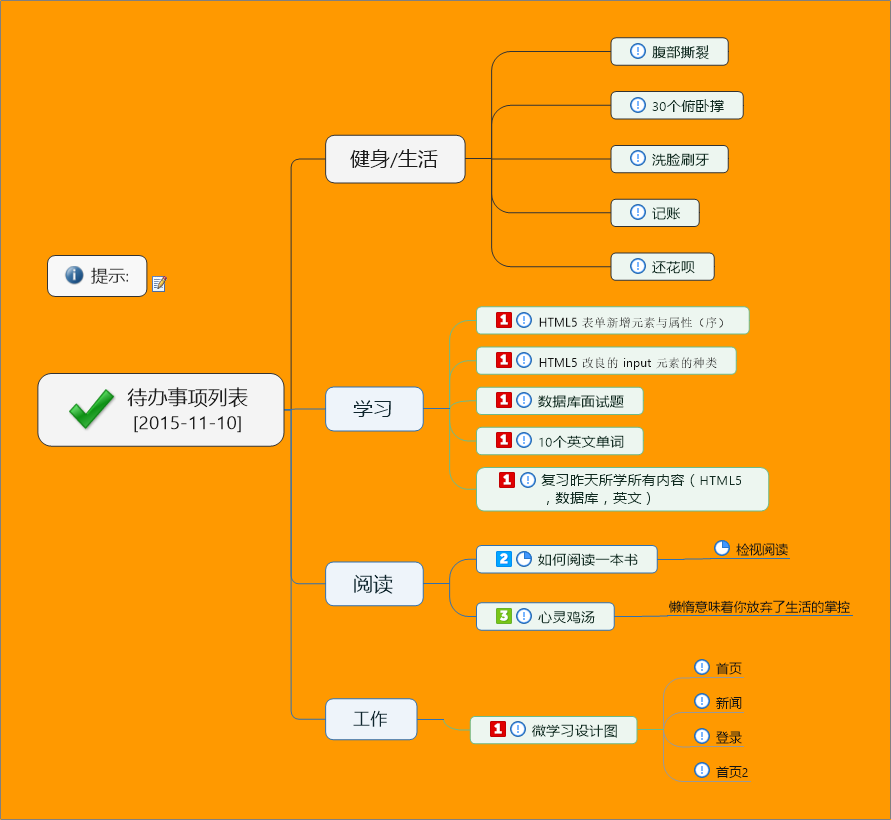 提示:
待办事项列表
[2015-11-10]
健身/生活
腹部撕裂
30个俯卧撑
洗脸刷牙
记账
还花呗
学习
1 HTML5 表单新增元素与属性（序）
1 HTML5 改良的 input 元素的种类
1 数据库面试题
1 10个英文单词
1 复习昨天所学所有内容（HTML5
，数据库，英文）
阅读
2 如何阅读一本书
检视阅读
3 心灵鸡汤
懒惰意味着你放弃了生活的掌控
工作
1 微学习设计图
首页
新闻
登录
首页2